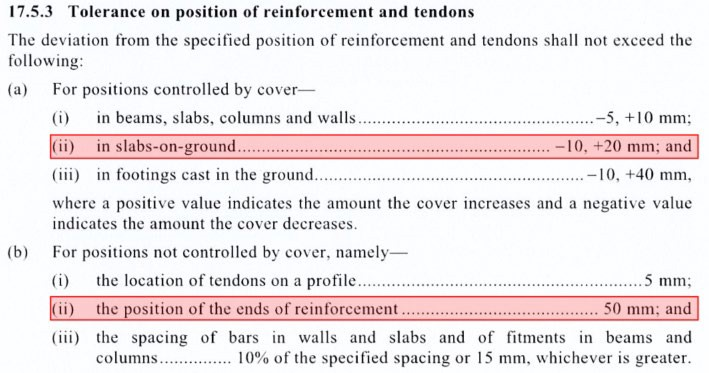 17.5.3 Tolerance on position of reinforcement and tendons
The deviation from the specified position of reinforcement and tendons shall not exceed the
following:
(a) For positions controlled by cover—
(i) in beams, slabs, columns and walls..................................................–5, +10 mm;
(ii) in slabs-on-ground.................................................................. –10, +20 mm; and
(iii) in footings cast in the ground.........................................................–10, +40 mm,
where a positive value indicates the amount the cover increases and a negative value
indicates the amount the cover decreases.
(b) For positions not controlled by cover, namely—
(i) the location of tendons on a profile............................................................5 mm;
(ii) the position of the ends of reinforcement.......................................... 50 mm; and
(iii) the spacing of bars in walls and slabs and of fitments in beams and
columns............... 10% of the specified spacing or 15 mm, whichever is greater.